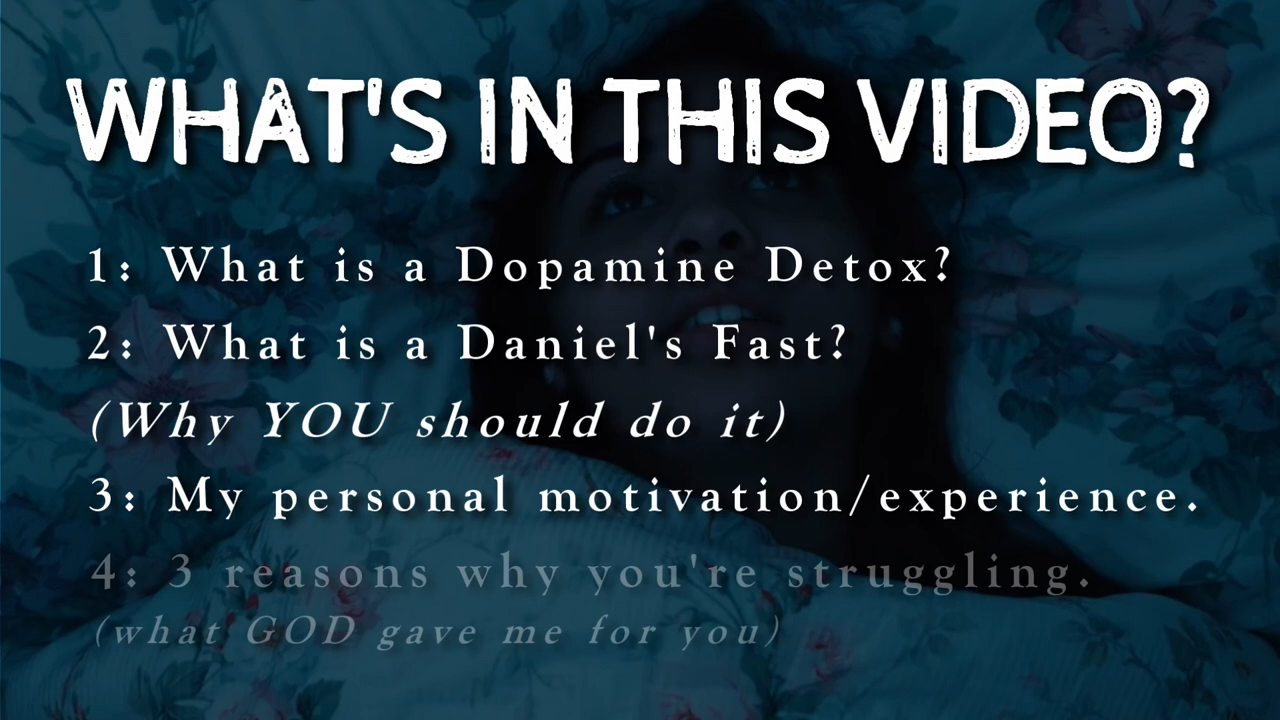 WHAT'S IN THIS VIDEO?
1: What is a Dopamine Detox?
2: What is a Daniel's Fast?
(Why YOU should do it)
3: My personal motivation/experience.
4: 3 reasons why you're struggling.
(what GOD gave me for you)